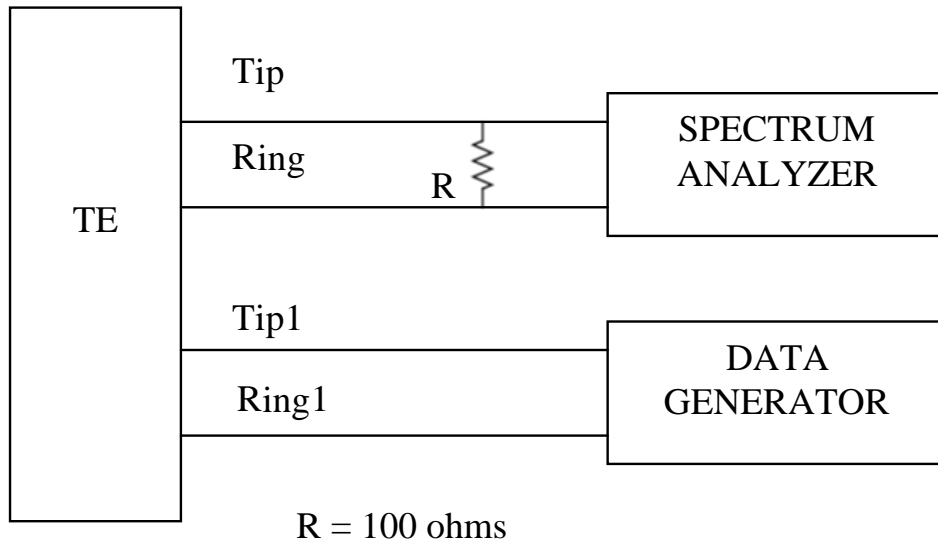 Tip
SPECTRUM
ANALYZER
Ring
R
TE
Tip1
DATA
GENERATOR
Ring1
R = 100 ohms